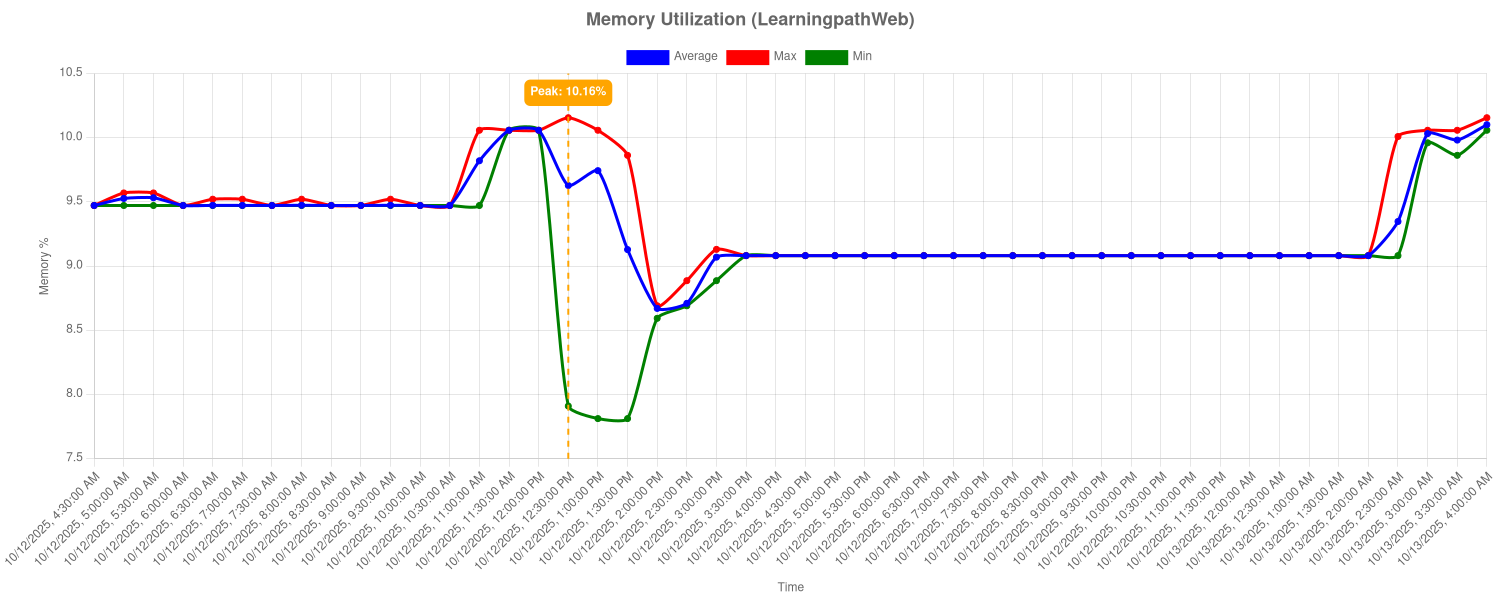 Memory Utilization (LearningpathWeb)
Average Max Min
Peak: 10.16%
10.5
10.0
9.5
9.0
8.5
8.0
7.5
Memory %
10/12/2025, 4:30:00 AM
10/12/2025, 5:00:00 AM
10/12/2025, 5:30:00 AM
10/12/2025, 6:00:00 AM
10/12/2025, 6:30:00 AM
10/12/2025, 7:00:00 AM
10/12/2025, 7:30:00 AM
10/12/2025, 8:00:00 AM
10/12/2025, 8:30:00 AM
10/12/2025, 9:00:00 AM
10/12/2025, 9:30:00 AM
10/12/2025, 10:00:00 AM
10/12/2025, 10:30:00 AM
10/12/2025, 11:00:00 AM
10/12/2025, 11:30:00 AM
10/12/2025, 12:00:00 PM
10/12/2025, 12:30:00 PM
10/12/2025, 1:00:00 PM
10/12/2025, 1:30:00 PM
10/12/2025, 2:00:00 PM
10/12/2025, 2:30:00 PM
10/12/2025, 3:00:00 PM
10/12/2025, 3:30:00 PM
10/12/2025, 4:00:00 PM
10/12/2025, 4:30:00 PM
10/12/2025, 5:00:00 PM
10/12/2025, 5:30:00 PM
10/12/2025, 6:00:00 PM
10/12/2025, 6:30:00 PM
10/12/2025, 7:00:00 PM
10/12/2025, 7:30:00 PM
10/12/2025, 8:00:00 PM
10/12/2025, 8:30:00 PM
10/12/2025, 9:00:00 PM
10/12/2025, 9:30:00 PM
10/12/2025, 10:00:00 PM
10/12/2025, 10:30:00 PM
10/12/2025, 11:00:00 PM
10/12/2025, 11:30:00 PM
10/13/2025, 12:00:00 AM
10/13/2025, 12:30:00 AM
10/13/2025, 1:00:00 AM
10/13/2025, 1:30:00 AM
10/13/2025, 2:00:00 AM
10/13/2025, 2:30:00 AM
10/13/2025, 3:00:00 AM
10/13/2025, 3:30:00 AM
10/13/2025, 4:00:00 AM
Time